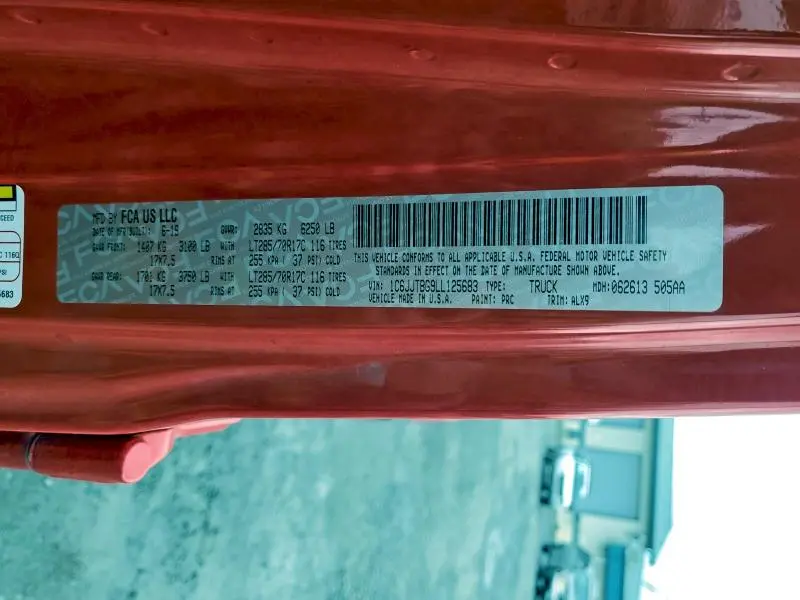 MFD BY FCA US LLC
DATE OF MFR(BUILT): 6-19 GVWR: 2835 KG 6250 LB
GAWR FRONT: 1407 KG 3100 LB WITH LT285/70R17C 116 TIRES
17X7.5 RIMS AT 255 KPA ( 37 PSI) COLD
GAWR REAR: 1701 KG 3750 LB WITH LT285/70R17C 116 TIRES
17X7.5 RIMS AT 255 KPA ( 37 PSI) COLD
THIS VEHICLE CONFORMS TO ALL APPLICABLE U.S.A. FEDERAL MOTOR VEHICLE SAFETY
STANDARDS IN EFFECT ON THE DATE OF MANUFACTURE SHOWN ABOVE.
VIN: 1C6JJTBG9LL125683 TYPE: TRUCK MDH: 062613 505AA
VEHICLE MADE IN U.S.A. PAINT: PRC TRIM: ALX9
C 116Q
PSI
5683